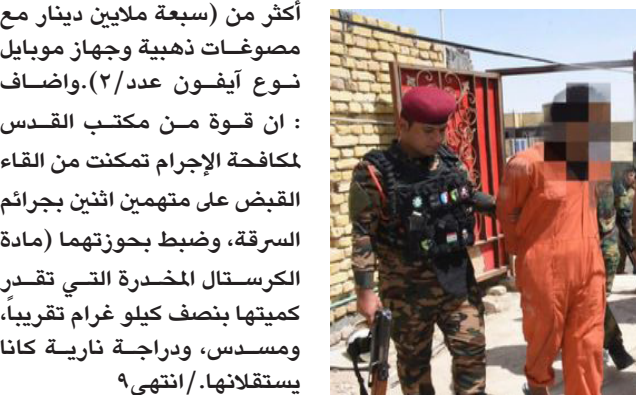 أكثر من (سبعة ملايين دينار مع
مصوغات ذهبية وجهاز موبايل
نوع آيفون عدد/٢).واضاف
: ان قوة من مكتب القدس
لمكافحة الإجرام تمكنت من القاء
القبض على متهمين اثنين بجرائم
السرقة، وضبط بحوزتهما (مادة
الكرستال المخدرة التي تقدر
كميتها بنصف كيلو غرام تقريباً،
ومسدس، ودراجة نارية كانا
يستقلانها./انتهى٩